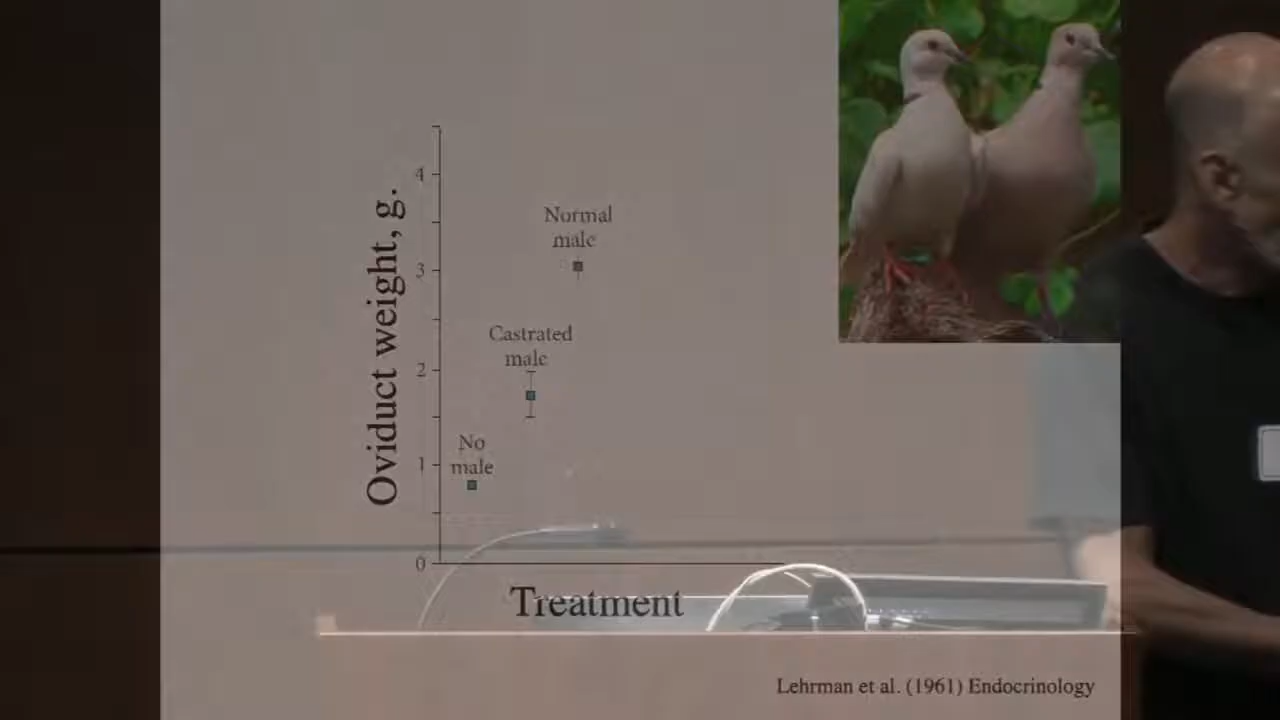 Oviduct weight, g.
4
3
2
1
0
Normal
male
Castrated
male
No
male
Treatment
Lehrman et al. (1961) Endocrinology